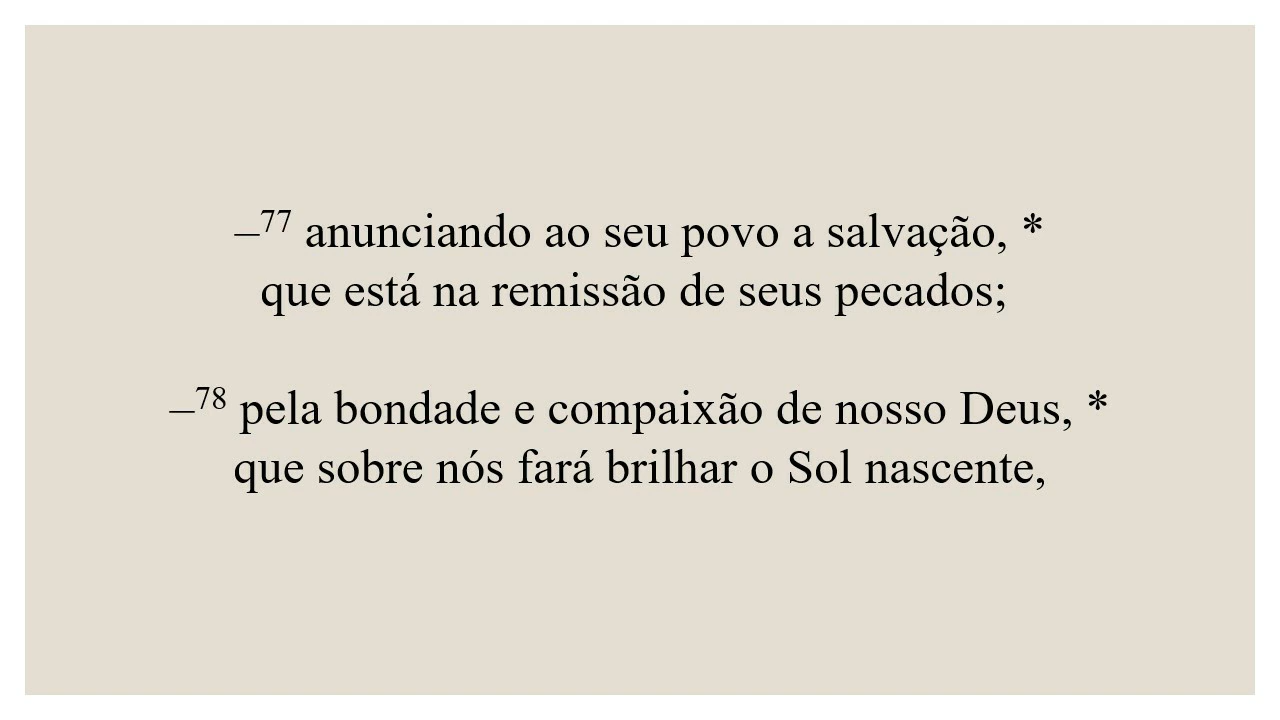 –77 anunciando ao seu povo a salvação, *
que está na remissão de seus pecados;
–78 pela bondade e compaixão de nosso Deus, *
que sobre nós fará brilhar o Sol nascente,